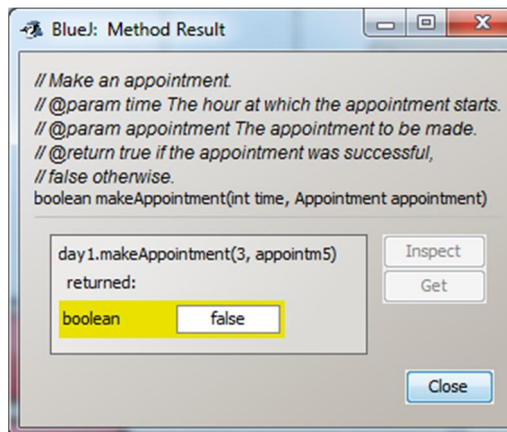 BlueJ: Method Result
// Make an appointment.
// @param time The hour at which the appointment starts.
// @param appointment The appointment to be made.
// @return true if the appointment was successful,
// false otherwise.
boolean makeAppointment(int time, Appointment appointment)
day1.makeAppointment(3, appointm5)
returned:
boolean false
Inspect
Get
Close